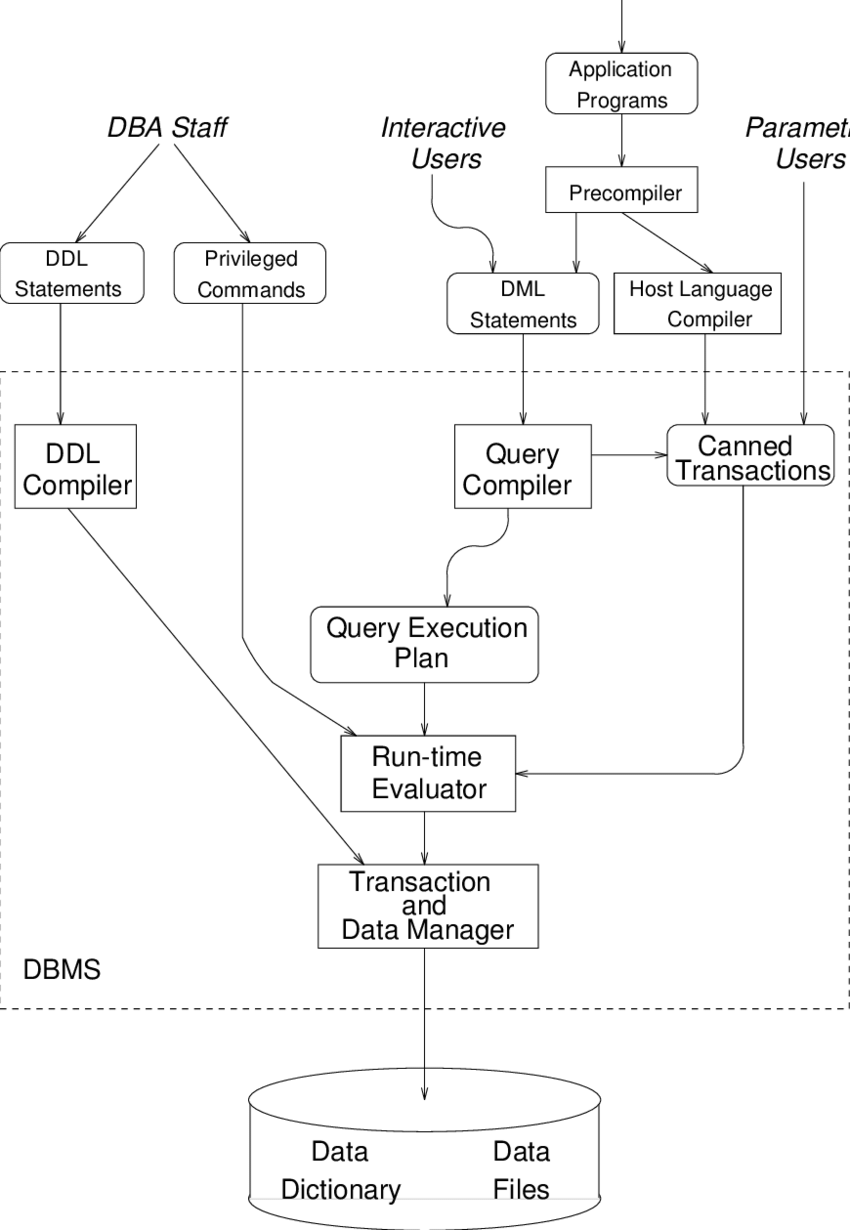 Application
Programs
DBA Staff
Interactive
Users
Parametri
Users
Precompiler
DDL
Statements
Privileged
Commands
DML
Statements
Host Language
Compiler
DDL
Compiler
Query
Compiler
Canned
Transactions
Query Execution
Plan
Run-time
Evaluator
Transaction
and
Data Manager
DBMS
Data
Dictionary
Data
Files